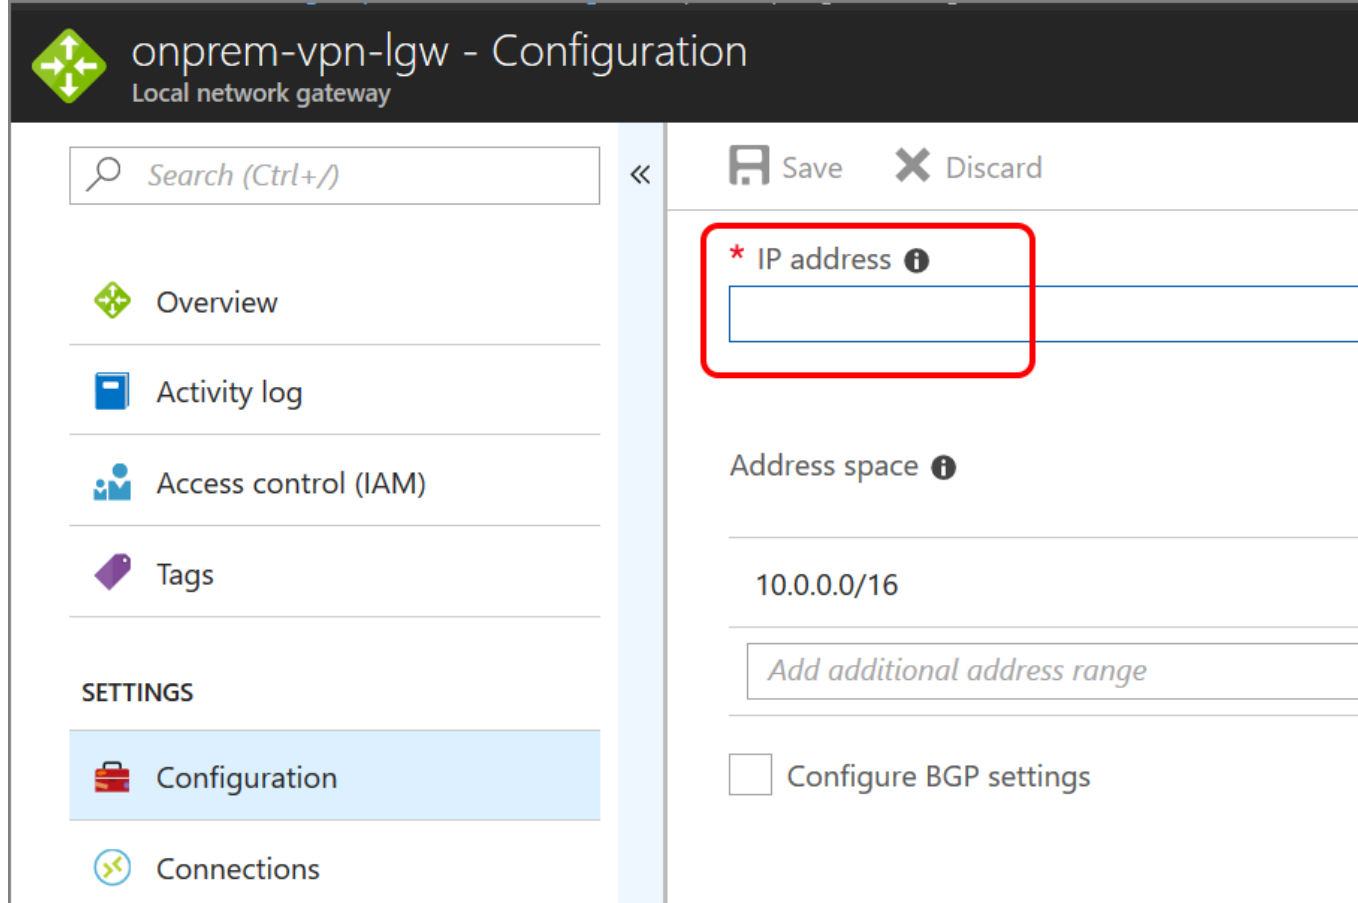 onprem-vpn-lgw - Configuration
Local network gateway
Search (Ctrl+/)
«
Save
Discard
* IP address
Overview
Activity log
Access control (IAM)
Tags
Address space
10.0.0.0/16
Add additional address range
SETTINGS
Configuration
Configure BGP settings
Connections